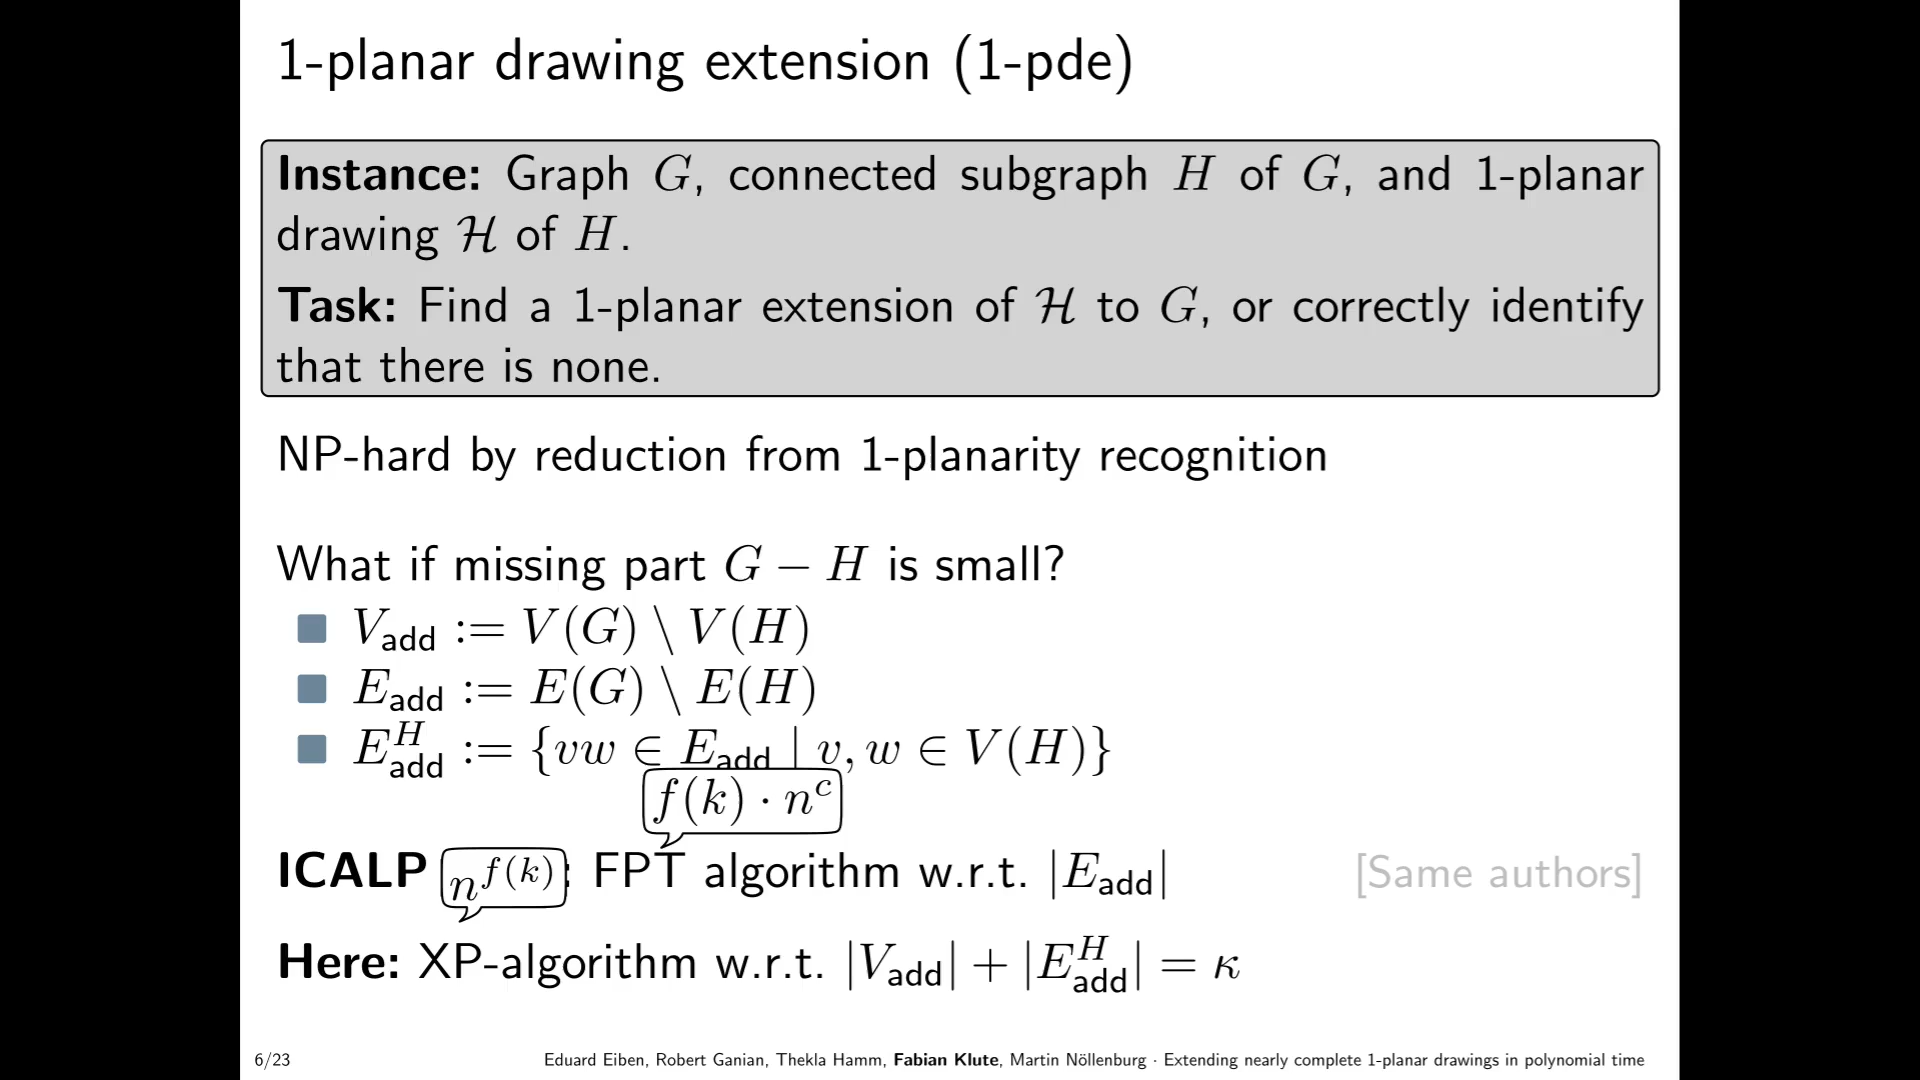 1-planar drawing extension (1-pde)
Instance: Graph G, connected subgraph H of G, and 1-planar
drawing ℋ of H.
Task: Find a 1-planar extension of ℋ to G, or correctly identify
that there is none.
NP-hard by reduction from 1-planarity recognition
What if missing part G − H is small?
V_add := V(G) \ V(H)
E_add := E(G) \ E(H)
E^H_add := {vw ∈ E_add | v, w ∈ V(H)}
f(k) · n^c
ICALP n^{f(k)}: FPT algorithm w.r.t. |E_add| [Same authors]
Here: XP-algorithm w.r.t. |V_add| + |E^H_add| = κ
6/23 Eduard Eiben, Robert Ganian, Thekla Hamm, Fabian Klute, Martin Nöllenburg · Extending nearly complete 1-planar drawings in polynomial time